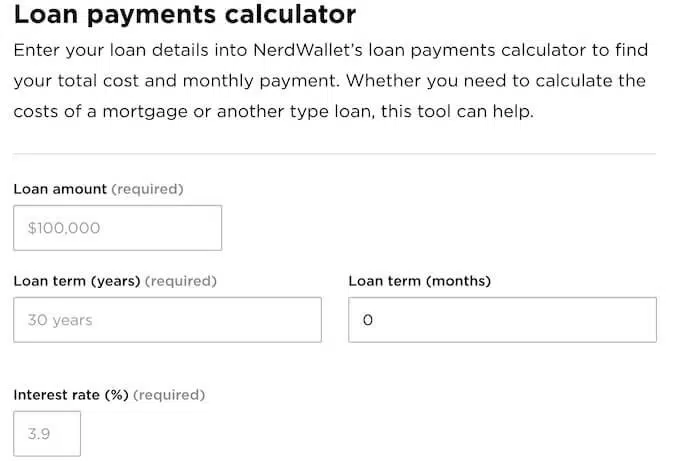 Loan payments calculator
Enter your loan details into NerdWallet’s loan payments calculator to find
your total cost and monthly payment. Whether you need to calculate the
costs of a mortgage or another type loan, this tool can help.
Loan amount (required)
$100,000
Loan term (years) (required)
30 years
Loan term (months)
0
Interest rate (%) (required)
3.9